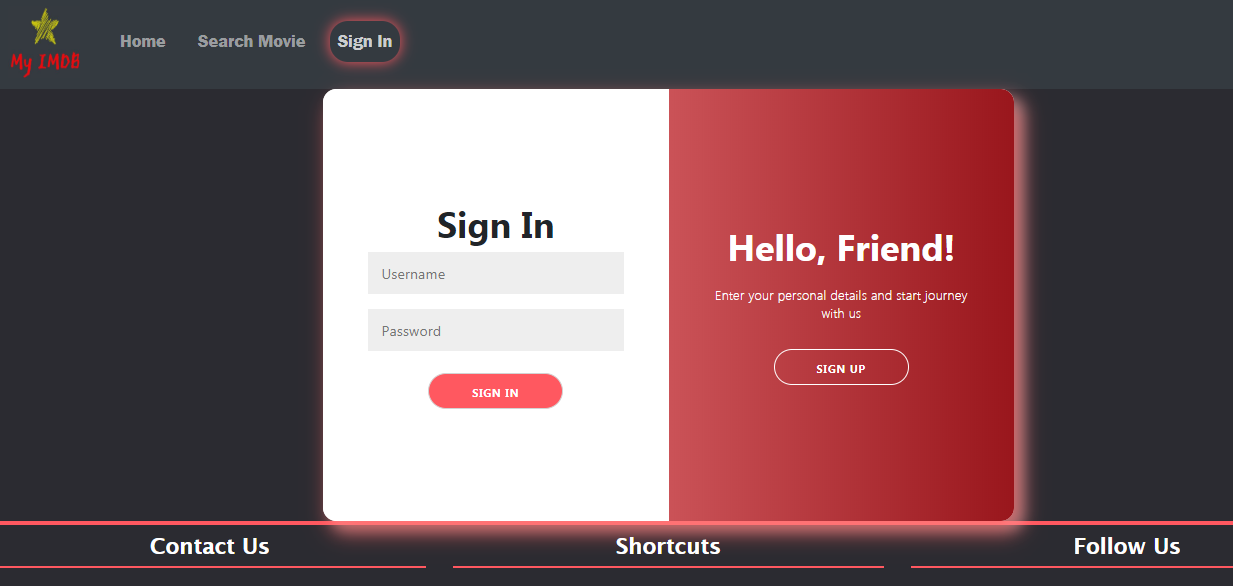 My IMDB
Home
Search Movie
Sign In
Sign In
Username
Password
SIGN IN
Hello, Friend!
Enter your personal details and start journey
with us
SIGN UP
Contact Us
Shortcuts
Follow Us